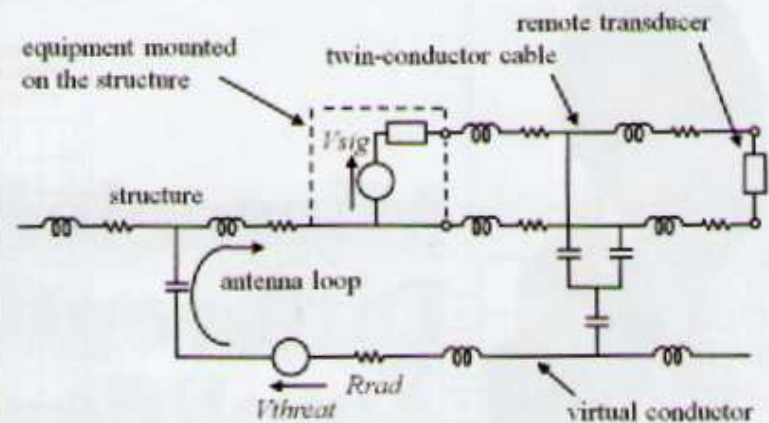 remote transducer
equipment mounted
on the structure
twin-conductor cable
Vsig
structure
antenna loop
Rrad
Vthreat
virtual conductor